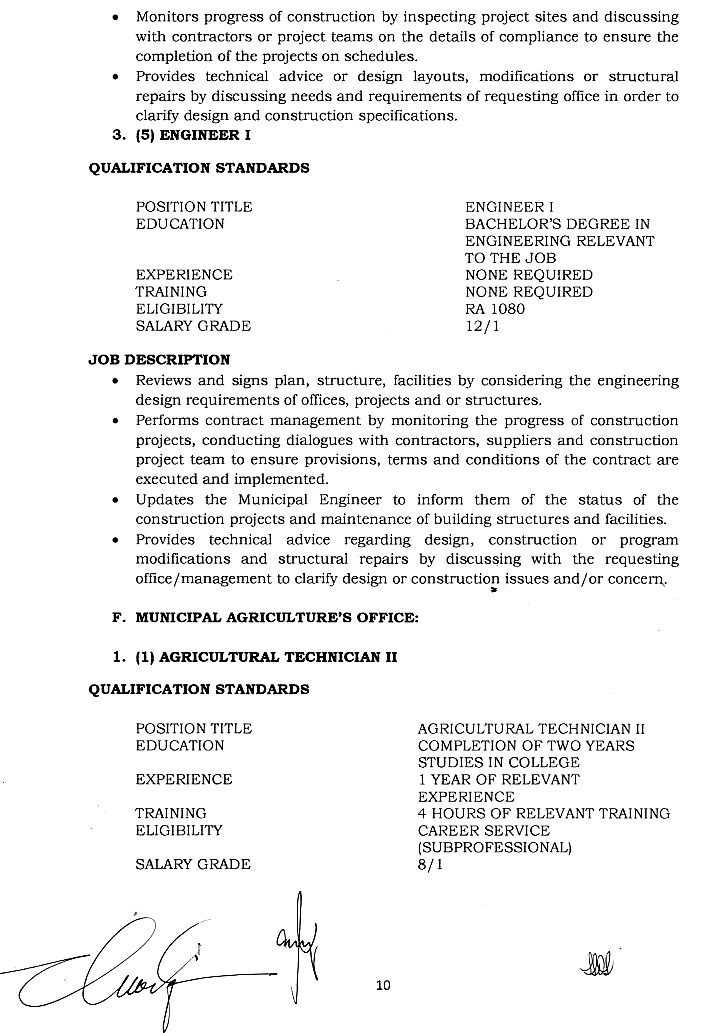 • Monitors progress of construction by inspecting project sites and discussing
with contractors or project teams on the details of compliance to ensure the
completion of the projects on schedules.
• Provides technical advice or design layouts, modifications or structural
repairs by discussing needs and requirements of requesting office in order to
clarify design and construction specifications.
3. (5) ENGINEER I
QUALIFICATION STANDARDS
POSITION TITLE ENGINEER I
EDUCATION BACHELOR'S DEGREE IN
ENGINEERING RELEVANT
TO THE JOB
EXPERIENCE NONE REQUIRED
TRAINING NONE REQUIRED
ELIGIBILITY RA 1080
SALARY GRADE 12/1
JOB DESCRIPTION
• Reviews and signs plan, structure, facilities by considering the engineering
design requirements of offices, projects and or structures.
• Performs contract management by monitoring the progress of construction
projects, conducting dialogues with contractors, suppliers and construction
project team to ensure provisions, terms and conditions of the contract are
executed and implemented.
• Updates the Municipal Engineer to inform them of the status of the
construction projects and maintenance of building structures and facilities.
• Provides technical advice regarding design, construction or program
modifications and structural repairs by discussing with the requesting
office/management to clarify design or construction issues and/or concern.
F. MUNICIPAL AGRICULTURE'S OFFICE:
1. (1) AGRICULTURAL TECHNICIAN II
QUALIFICATION STANDARDS
POSITION TITLE AGRICULTURAL TECHNICIAN II
EDUCATION COMPLETION OF TWO YEARS
STUDIES IN COLLEGE
EXPERIENCE 1 YEAR OF RELEVANT
EXPERIENCE
TRAINING 4 HOURS OF RELEVANT TRAINING
ELIGIBILITY CAREER SERVICE
(SUBPROFESSIONAL)
SALARY GRADE 8/1
10